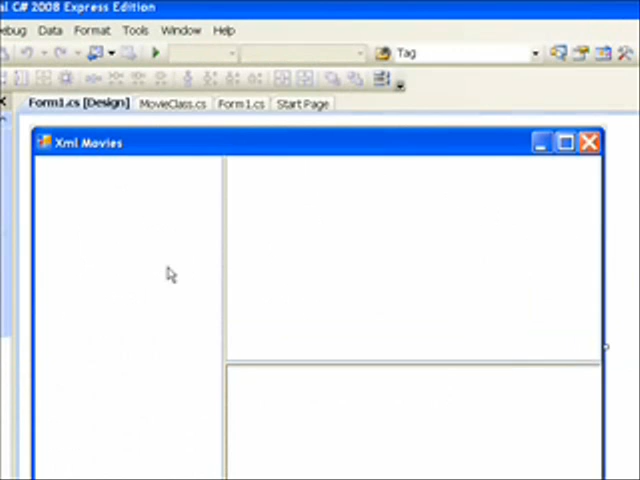 al C# 2008 Express Edition
ebug Data Format Tools Window Help
Tag
Form1.cs [Design] MovieClass.cs Form1.cs Start Page
Xml Movies